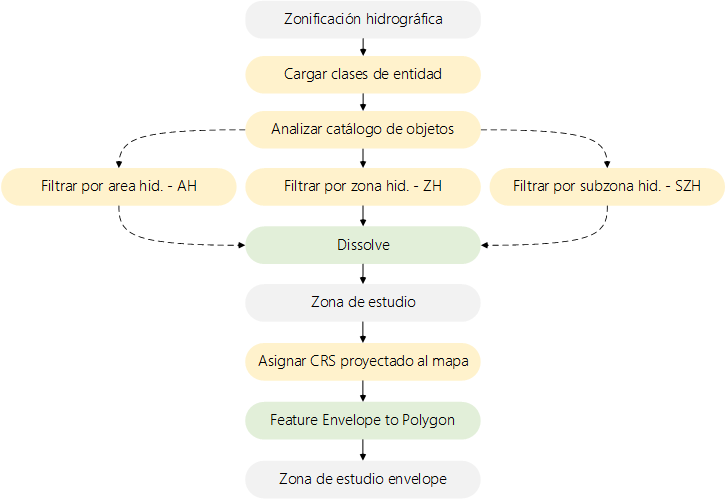 Zonificación hidrográfica
Cargar clases de entidad
Analizar catálogo de objetos
Filtrar por area hid. - AH
Filtrar por zona hid. - ZH
Filtrar por subzona hid. - SZH
Dissolve
Zona de estudio
Asignar CRS proyectado al mapa
Feature Envelope to Polygon
Zona de estudio envelope